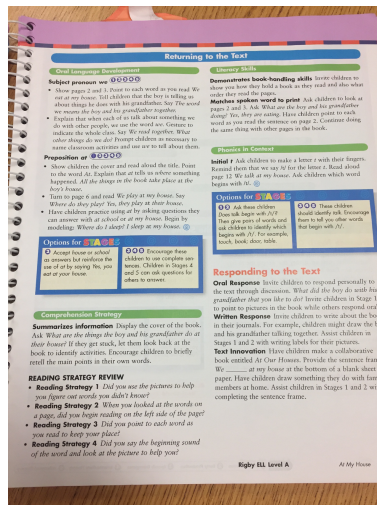 Returning to the Text
Oral Language Development
Subject pronoun we 1 2 3 4 5
• Show pages 2 and 3. Point to each word as you read We
eat at my house. Tell children that the boy is telling us
about things he does with his grandfather. Say The word
we means the boy and his grandfather together.
• Explain that when each of us talk about something we
do with other people, we use the word we. Gesture to
indicate the whole class. Say We read together. What
other things do we do? Prompt children as necessary to
name classroom activities and use we to tell about them.
Preposition at
• Show children the cover and read aloud the title. Point
to the word At. Explain that at tells us where something
happened. All the things in the book take place at the
boy's house.
• Turn to page 6 and read We play at my house. Say
Where do they play? Yes, they play at their house.
• Have children practice using at by asking questions they
can answer with at school or at my house. Begin by
modeling: Where do I sleep? I sleep at my house.
Options for STAGES
Accept house or school
as answers but reinforce the
use of at by saying Yes, you
eat at your house.
Encourage these
children to use complete sen-
tences. Children in Stages 4
and 5 can ask questions for
others to answer.
Comprehension Strategy
Summarizes information Display the cover of the book.
Ask What are the things the boy and his grandfather do at
their house? If they get stuck, let them look back at the
book to identify activities. Encourage children to briefly
retell the main points in their own words.
READING STRATEGY REVIEW
• Reading Strategy 1 Did you use the pictures to help
you figure out words you didn't know?
• Reading Strategy 2 When you looked at the words on
a page, did you begin reading on the left side of the page?
• Reading Strategy 3 Did you point to each word as
you read to keep your place?
• Reading Strategy 4 Did you say the beginning sound
of the word and look at the picture to help you?
Literacy Skills
Demonstrates book-handling skills Invite children to
show you how they hold a book as they read and also what
order they read the pages.
Matches spoken word to print Ask children to look at
pages 2 and 3. Ask What are the boy and his grandfather
doing? Yes, they are eating. Have children point to each
word as you read the sentence on page 2. Continue doing
the same thing with other pages in the book.
Phonics in Context
Initial t Ask children to make a letter t with their fingers.
Remind them that we say /t/ for the letter t. Read aloud
page 12 We talk at my house. Ask children which word
begins with /t/.
Options for STAGES
Ask these children
Does talk begin with /t/?
Then give pairs of words and
ask children to identify which
begins with /t/. For example,
touch, book; door, table.
These children
should identify talk. Encourage
them to tell you other words
that begin with /t/.
Responding to the Text
Oral Response Invite children to respond personally to
the text through discussion. What did the boy do with his
grandfather that you like to do? Invite children in Stage 1
to point to pictures in the book while others respond
Written Response Invite children to write about the
in their journals. For example, children might draw the
and his grandfather talking together. Assist children in
Stages 1 and 2 with writing labels for their pictures.
Text Innovation Have children make a collaborative
book entitled At Our Homes. Provide the sentence
We _____ at my house at the bottom of a blank sheet
paper. Have children draw something they do with
members at home. Assist children in Stages 1 and 2
completing the sentence frame.
Rigby ELL Level A
At My House